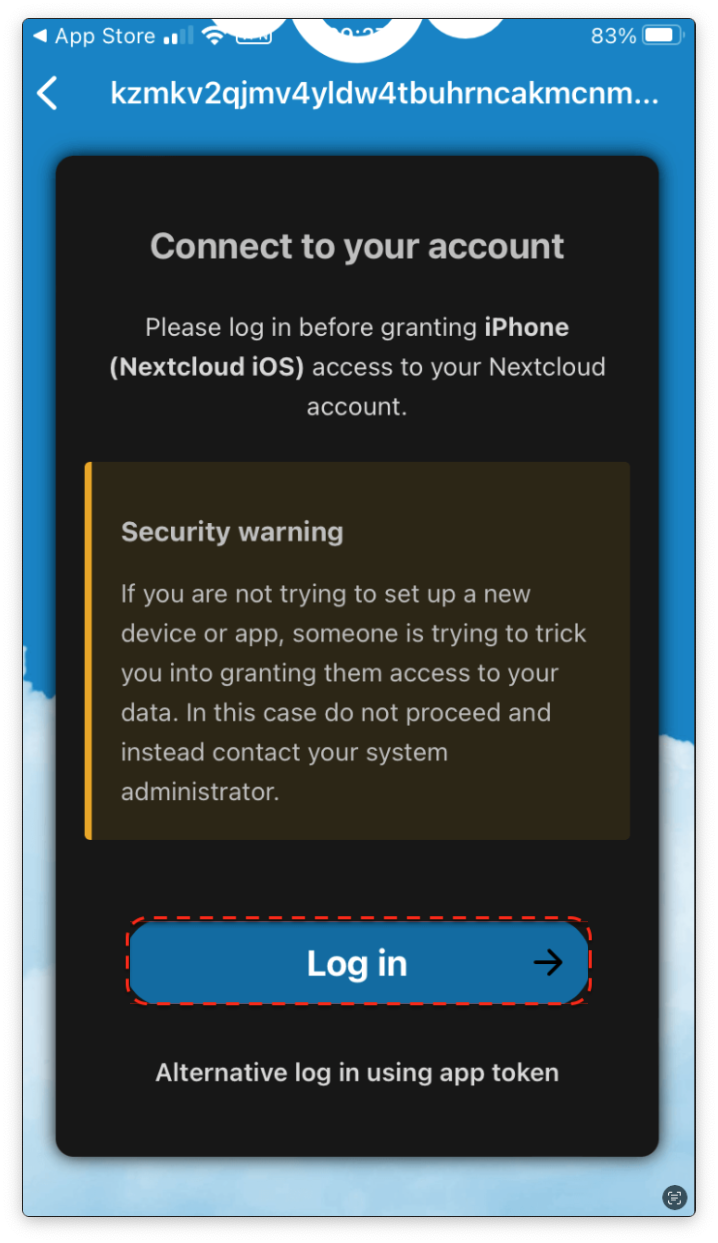 App Store
83%
kzmkv2qjmv4yldw4tbuhrncakmcnm...
Connect to your account
Please log in before granting iPhone
(Nextcloud iOS) access to your Nextcloud
account.
Security warning
If you are not trying to set up a new
device or app, someone is trying to trick
you into granting them access to your
data. In this case do not proceed and
instead contact your system
administrator.
Log in
Alternative log in using app token